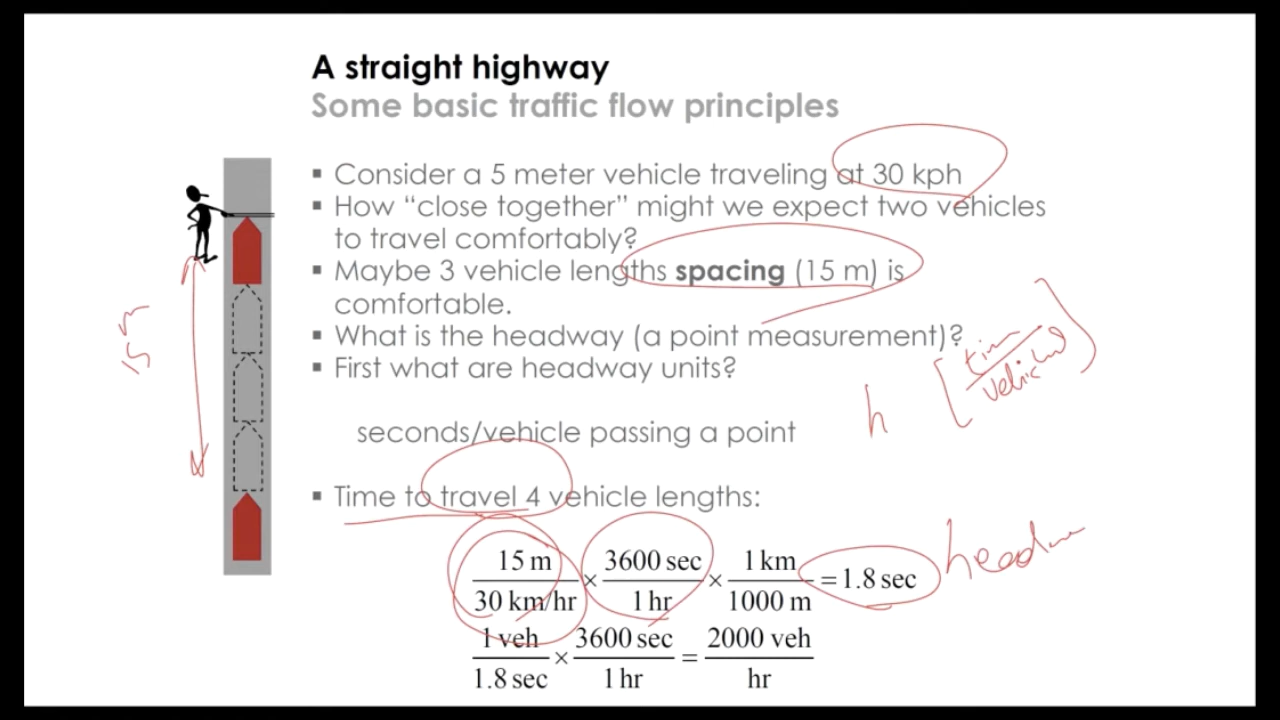 A straight highway
Some basic traffic flow principles
▪ Consider a 5 meter vehicle traveling at 30 kph
▪ How “close together” might we expect two vehicles
to travel comfortably?
▪ Maybe 3 vehicle lengths spacing (15 m) is
comfortable.
▪ What is the headway (a point measurement)?
▪ First what are headway units?
h [time/vehicle]
15 m
seconds/vehicle passing a point
▪ Time to travel 4 vehicle lengths:
15 m / 30 km/hr × 3600 sec / 1 hr × 1 km / 1000 m = 1.8 sec
1 veh / 1.8 sec × 3600 sec / 1 hr = 2000 veh / hr